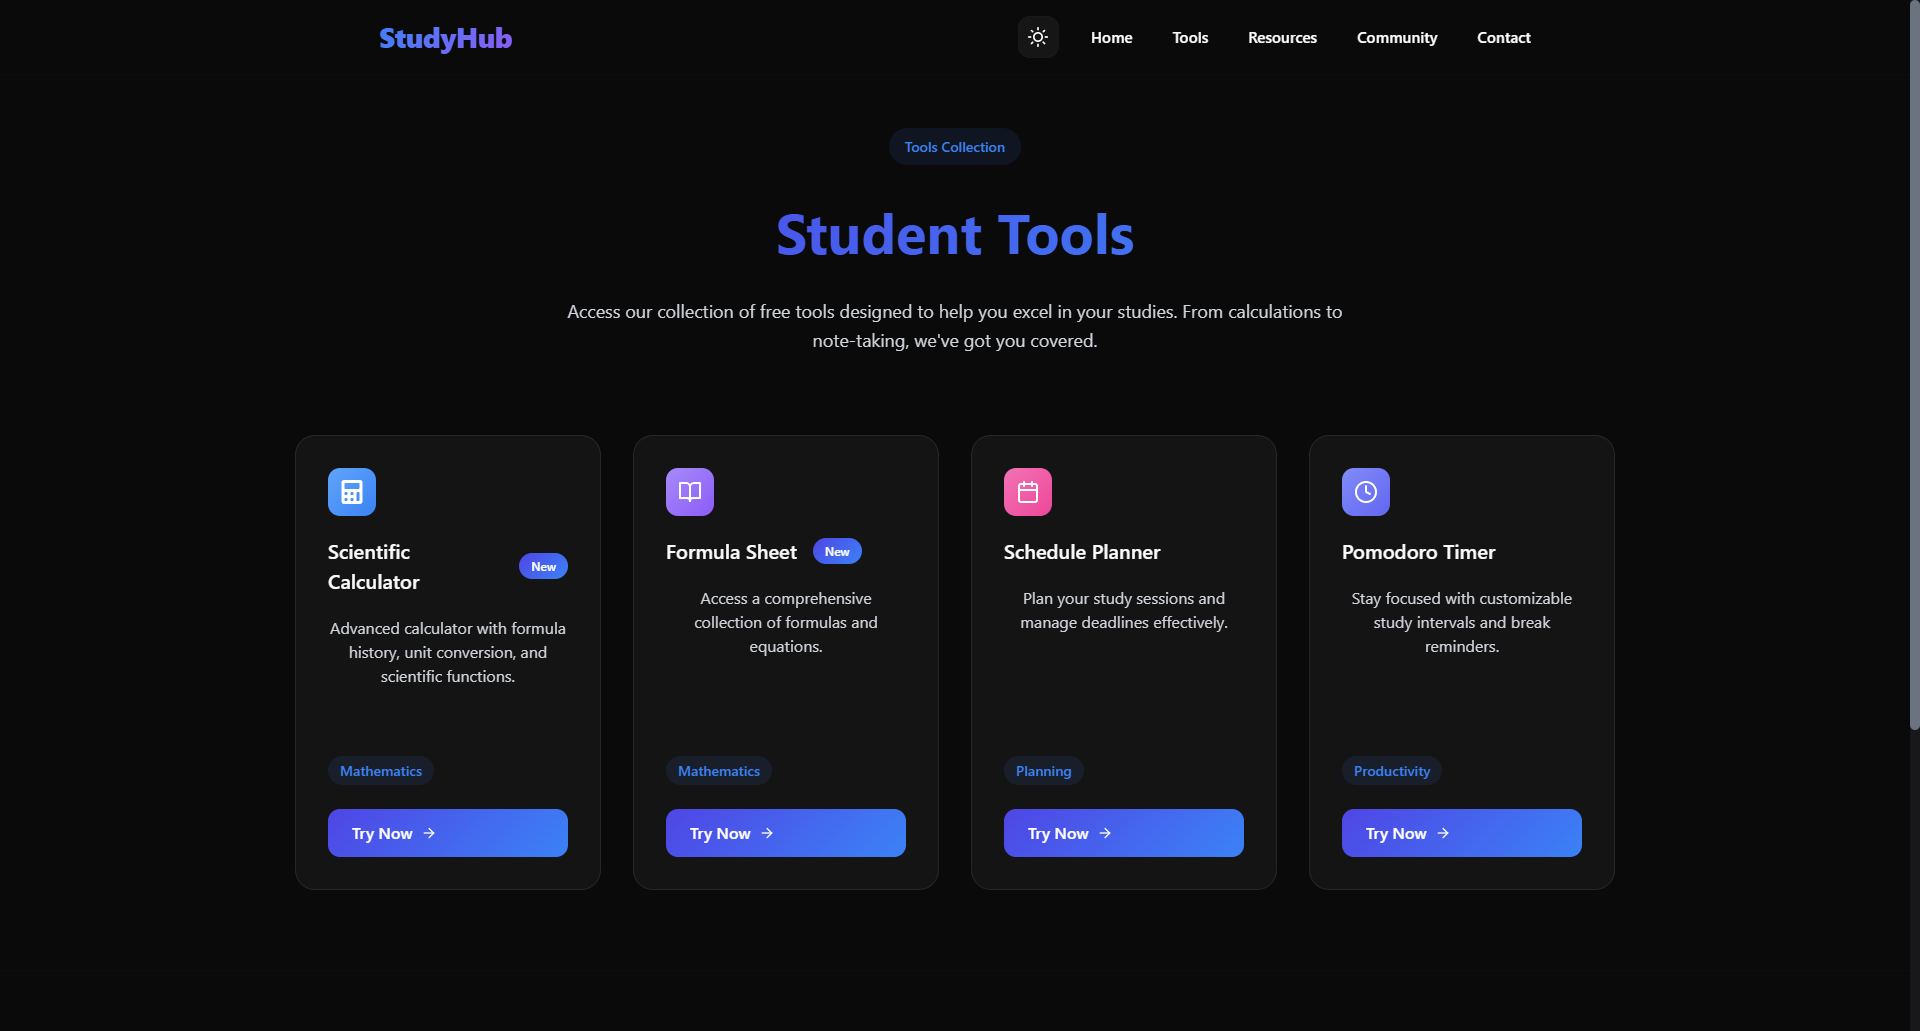 StudyHub
Home
Tools
Resources
Community
Contact
Tools Collection
Student Tools
Access our collection of free tools designed to help you excel in your studies. From calculations to
note-taking, we've got you covered.
Scientific
Calculator
New
Advanced calculator with formula
history, unit conversion, and
scientific functions.
Mathematics
Try Now
Formula Sheet
New
Access a comprehensive
collection of formulas and
equations.
Mathematics
Try Now
Schedule Planner
Plan your study sessions and
manage deadlines effectively.
Planning
Try Now
Pomodoro Timer
Stay focused with customizable
study intervals and break
reminders.
Productivity
Try Now